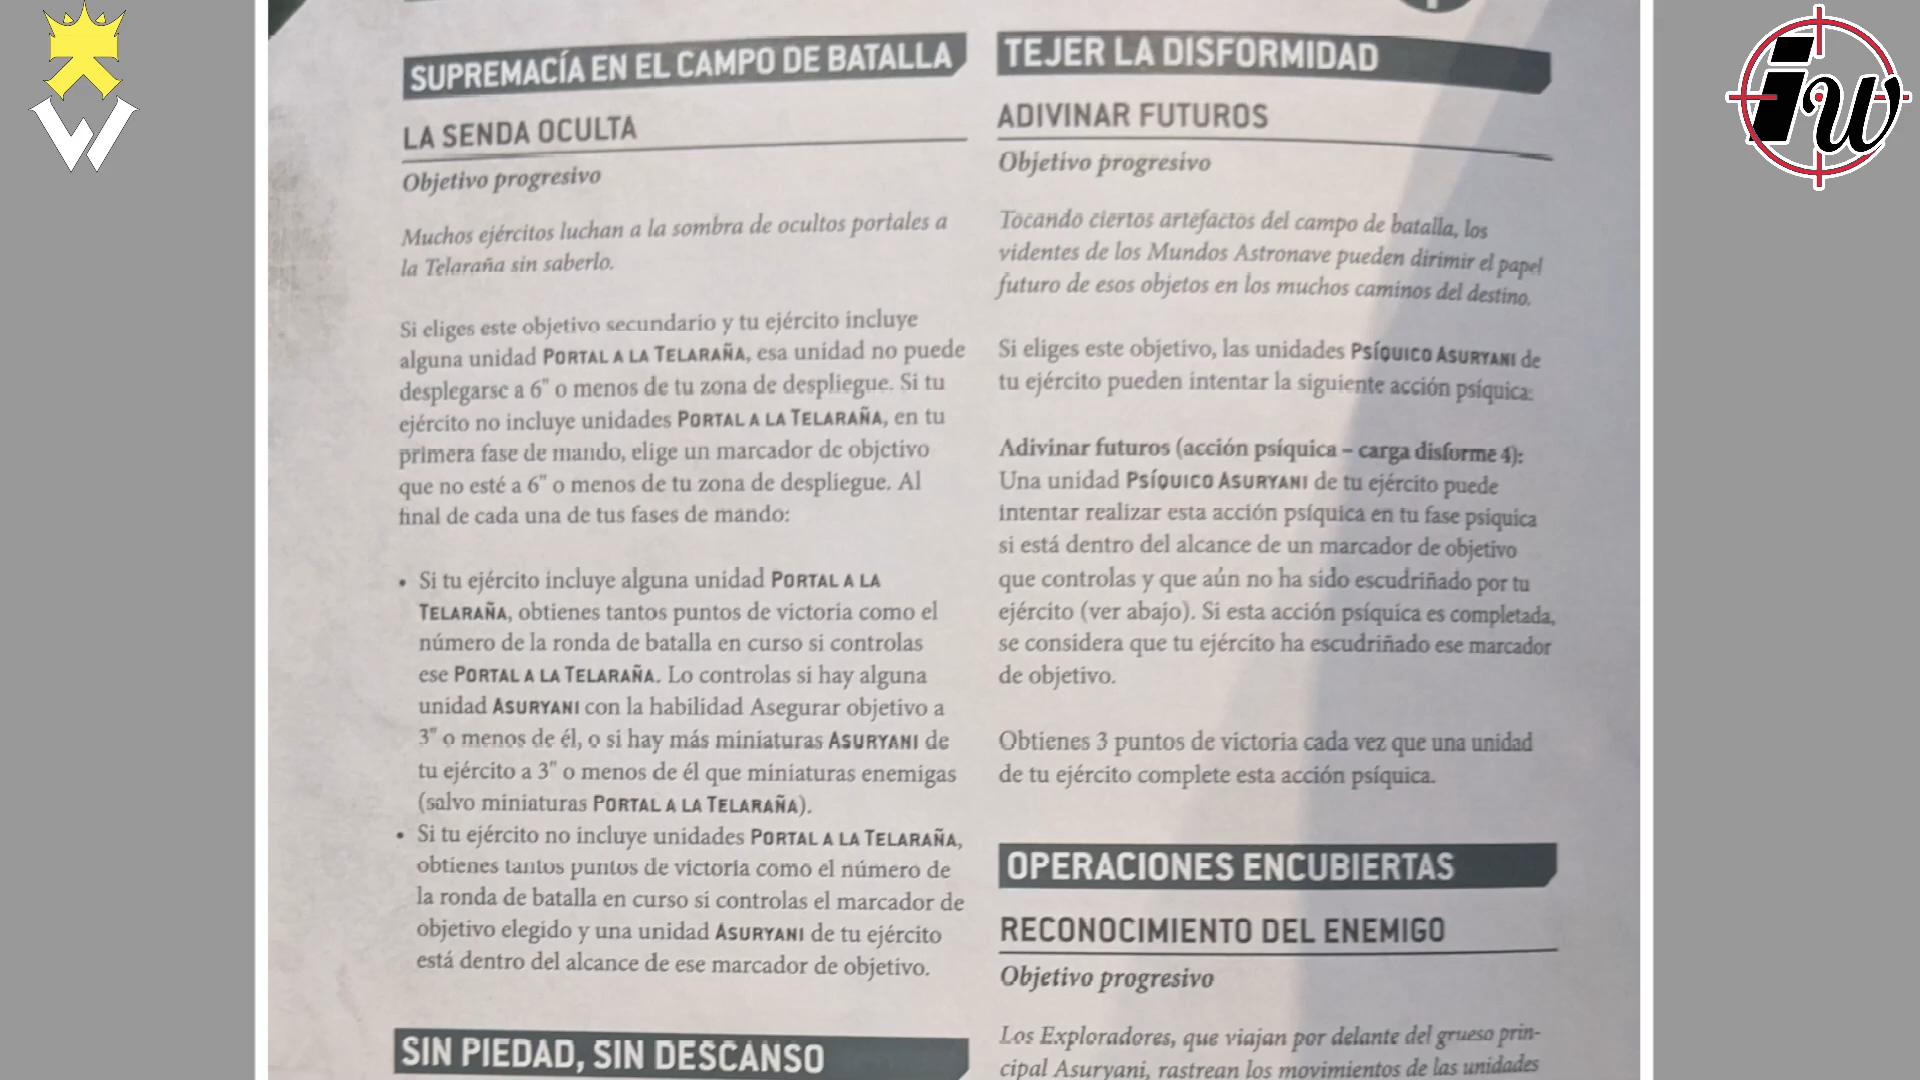 SUPREMACÍA EN EL CAMPO DE BATALLA
LA SENDA OCULTA
Objetivo progresivo
Muchos ejércitos luchan a la sombra de ocultos portales a
la Telaraña sin saberlo.
Si eliges este objetivo secundario y tu ejército incluye
alguna unidad PORTAL A LA TELARAÑA, esa unidad no puede
desplegarse a 6" o menos de tu zona de despliegue. Si tu
ejército no incluye unidades PORTAL A LA TELARAÑA, en tu
primera fase de mando, elige un marcador de objetivo
que no esté a 6" o menos de tu zona de despliegue. Al
final de cada una de tus fases de mando:
• Si tu ejército incluye alguna unidad PORTAL A LA
TELARAÑA, obtienes tantos puntos de victoria como el
número de la ronda de batalla en curso si controlas
ese PORTAL A LA TELARAÑA. Lo controlas si hay alguna
unidad ASURYANI con la habilidad Asegurar objetivo a
3" o menos de él, o si hay más miniaturas ASURYANI de
tu ejército a 3" o menos de él que miniaturas enemigas
(salvo miniaturas PORTAL A LA TELARAÑA).
• Si tu ejército no incluye unidades PORTAL A LA TELARAÑA,
obtienes tantos puntos de victoria como el número de
la ronda de batalla en curso si controlas el marcador de
objetivo elegido y una unidad ASURYANI de tu ejército
está dentro del alcance de ese marcador de objetivo.
SIN PIEDAD, SIN DESCANSO
TEJER LA DISFORMIDAD
ADIVINAR FUTUROS
Objetivo progresivo
Tocando ciertos artefactos del campo de batalla, los
videntes de los Mundos Astronave pueden dirimir el papel
futuro de esos objetos en los muchos caminos del destino.
Si eliges este objetivo, las unidades PSÍQUICO ASURYANI de
tu ejército pueden intentar la siguiente acción psíquica:
Adivinar futuros (acción psíquica – carga disforme 4):
Una unidad PSÍQUICO ASURYANI de tu ejército puede
intentar realizar esta acción psíquica en tu fase psíquica
si está dentro del alcance de un marcador de objetivo
que controlas y que aún no ha sido escudriñado por tu
ejército (ver abajo). Si esta acción psíquica es completada,
se considera que tu ejército ha escudriñado ese marcador
de objetivo.
Obtienes 3 puntos de victoria cada vez que una unidad
de tu ejército complete esta acción psíquica.
OPERACIONES ENCUBIERTAS
RECONOCIMIENTO DEL ENEMIGO
Objetivo progresivo
Los Exploradores, que viajan por delante del grueso prin-
cipal Asuryani, rastrean los movimientos de las unidades
W
iw